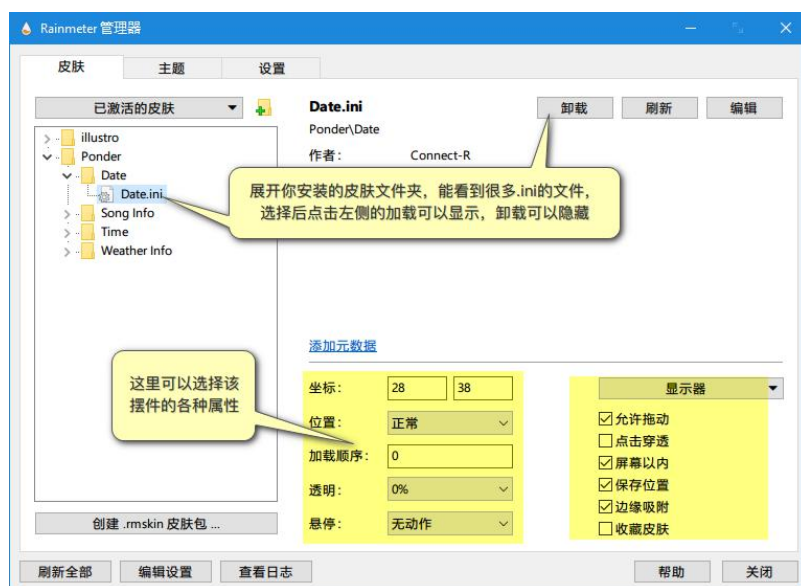 Rainmeter 管理器
皮肤
主题
设置
已激活的皮肤
Date.ini
卸载
刷新
编辑
Ponder\Date
作者：
Connect-R
illustro
Ponder
Date
Date.ini
Song Info
Time
Weather Info
展开你安装的皮肤文件夹，能看到很多.ini的文件，
选择后点击左侧的加载可以显示，卸载可以隐藏
添加元数据
这里可以选择该
摆件的各种属性
坐标：
28
38
位置：
正常
加载顺序：
0
透明：
0%
悬停：
无动作
显示器
允许拖动
点击穿透
屏幕以内
保存位置
边缘吸附
收藏皮肤
创建 .rmskin 皮肤包 ...
刷新全部
编辑设置
查看日志
帮助
关闭